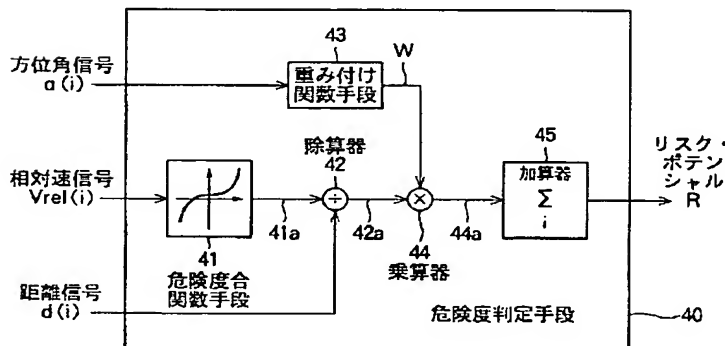 方位角信号
a(i)
43
重み付け
関数手段
W
相対速信号
Vrel(i)
41
危険度合
関数手段
41a
除算器
42
÷
42a
×
44
乗算器
44a
45
加算器
Σ
i
リスク・
ポテン
シャル
R
距離信号
d(i)
危険度判定手段
40